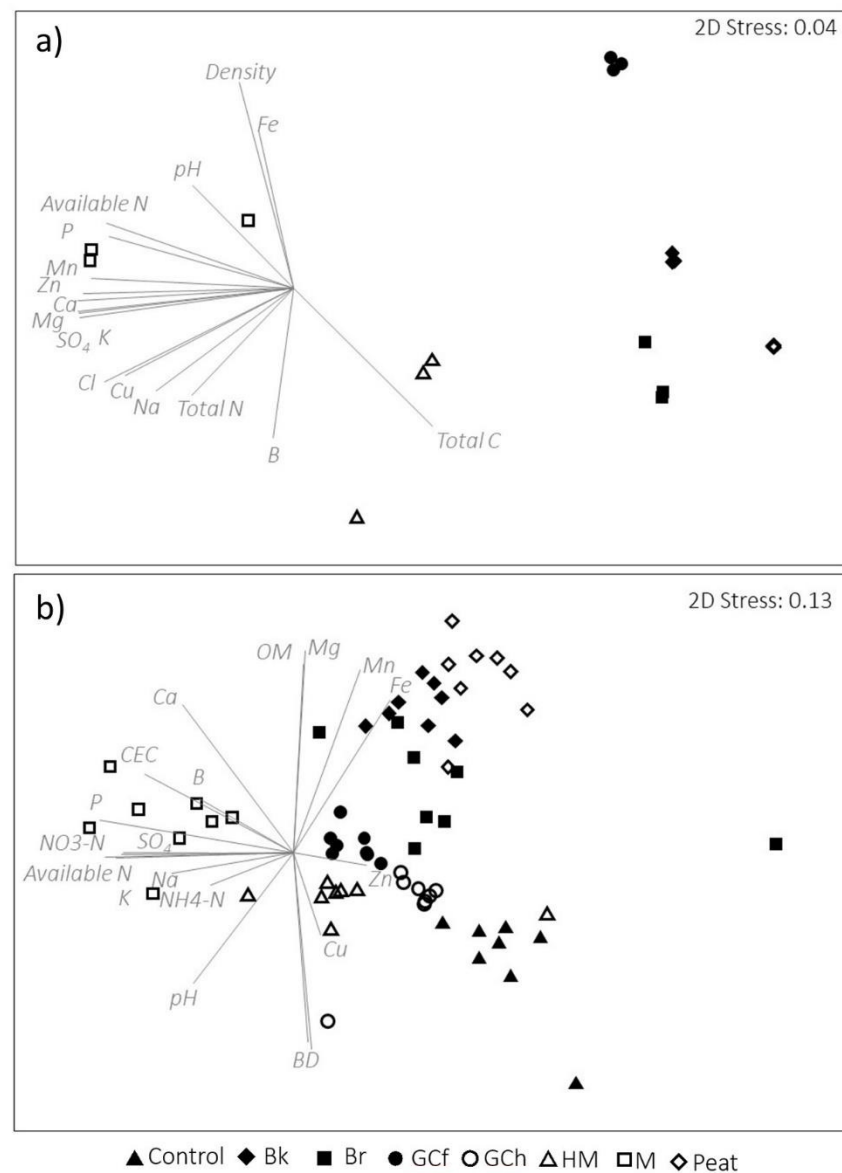 a)
2D Stress: 0.04
Density
Fe
pH
Available N
P
Mn
Zn
Ca
Mg
SO4 K
Cl
Cu
Na
Total N
B
Total C
b)
2D Stress: 0.13
OM
Mg
Mn
Fe
Ca
CEC
B
P
NO3-N
SO4
Available N
Na
Zn
K
NH4-N
Cu
pH
BD
Control Bk Br GCf GCh HM M Peat